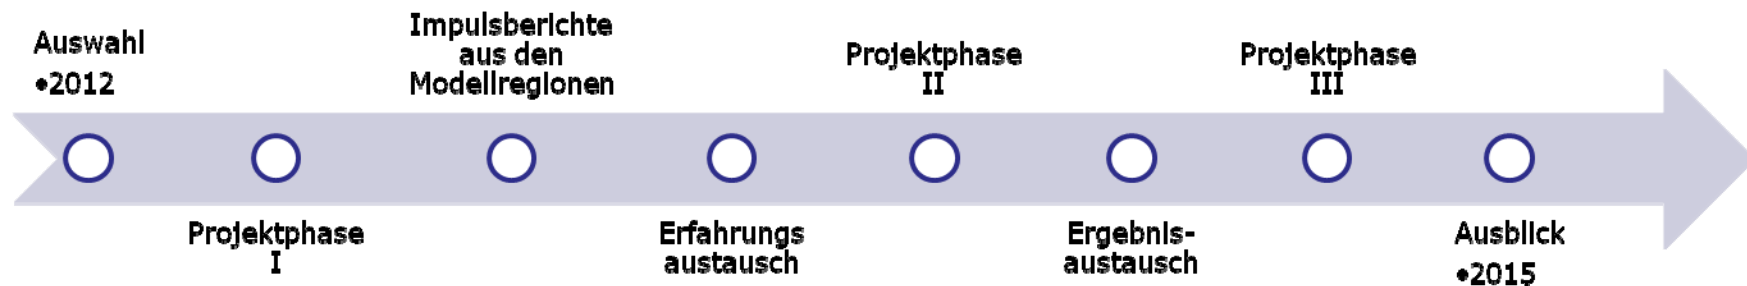 Auswahl
•2012
Projektphase
I
Impulsberichte
aus den
Modellregionen
Erfahrungs
austausch
Projektphase
II
Ergebnis-
austausch
Projektphase
III
Ausblick
•2015